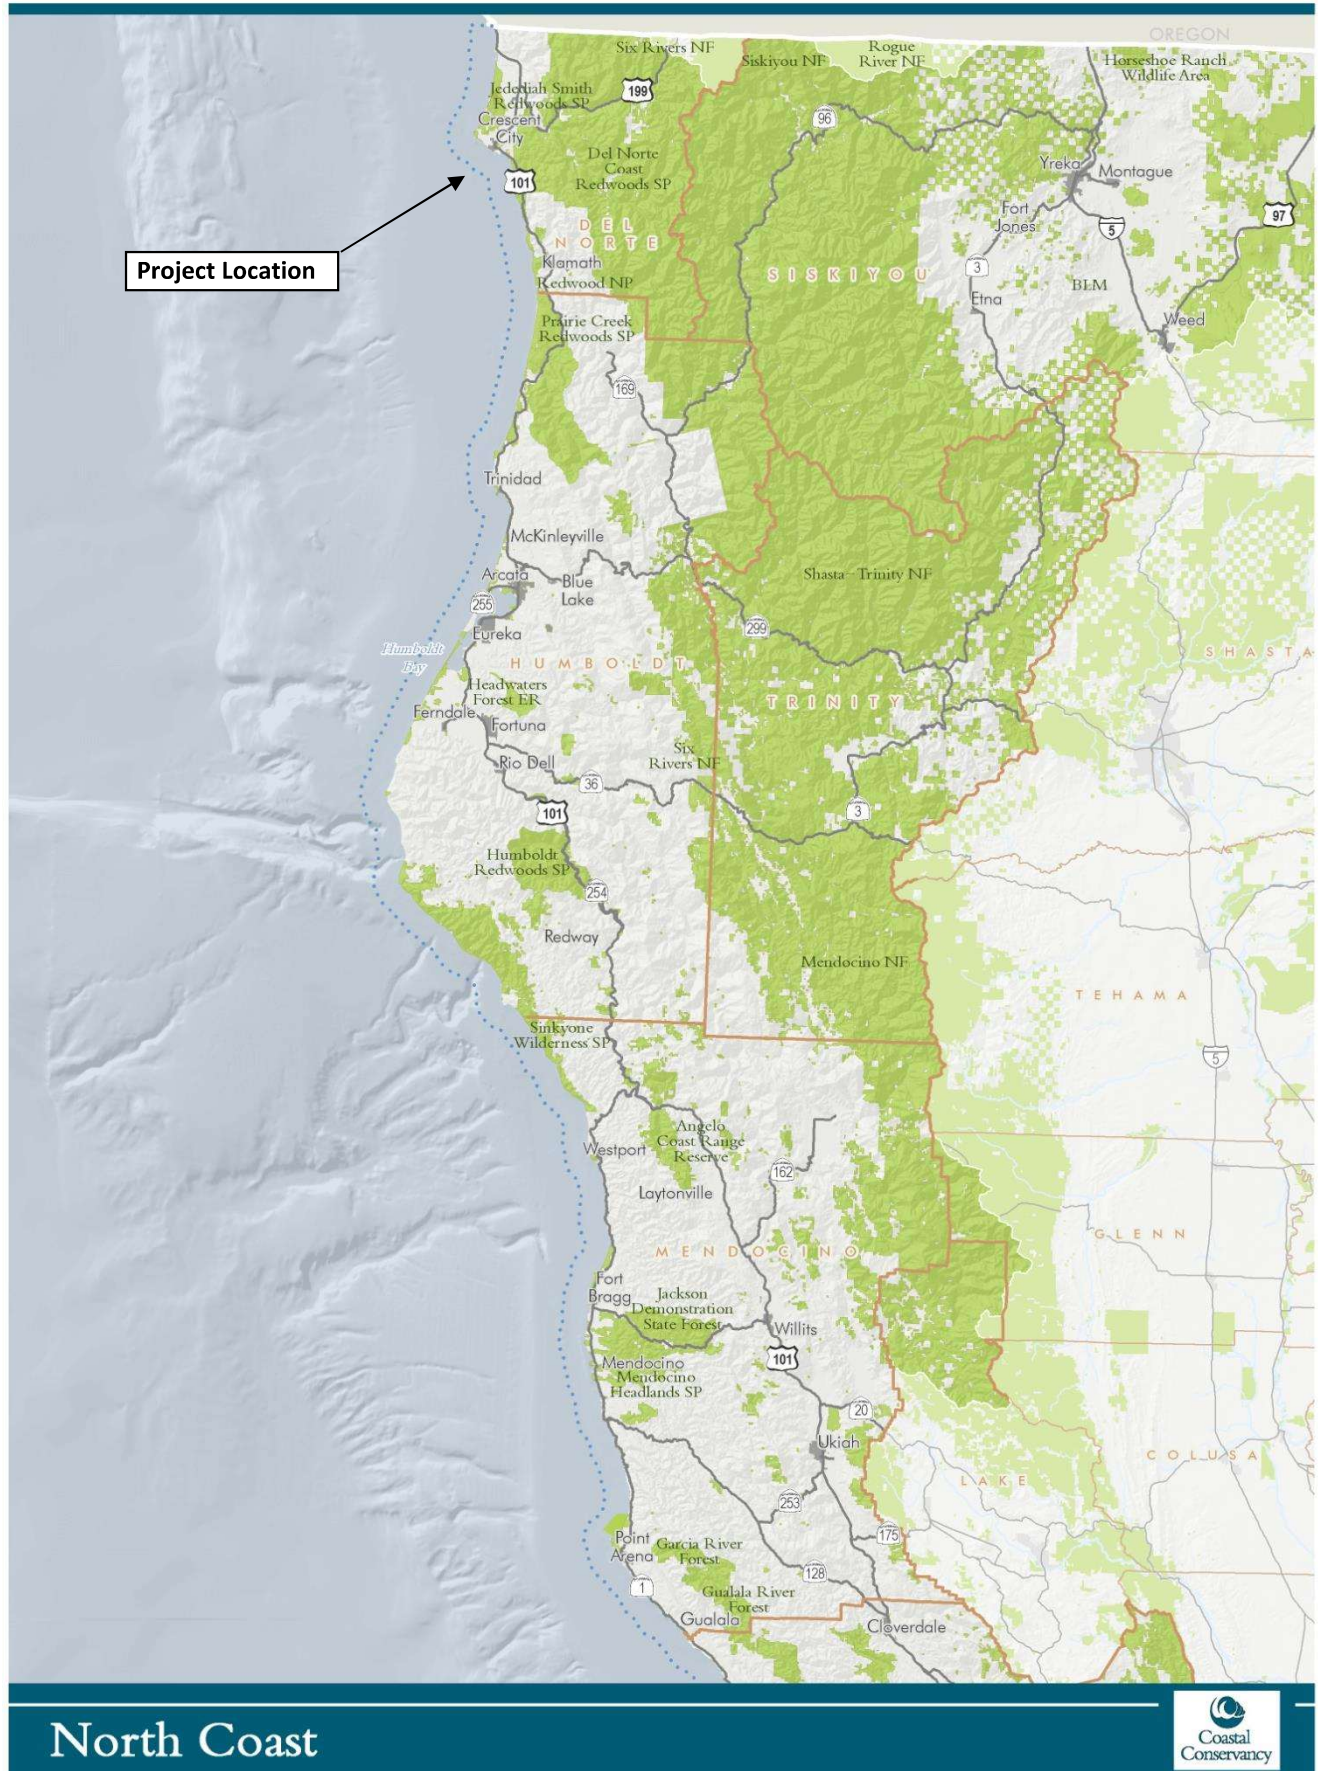 OREGON
Six Rivers NF
Siskiyou NF
Rogue
River NF
Horseshoe Ranch
Wildlife Area
Jedediah Smith
Redwoods SP
199
Crescent
City
96
Del Norte
Coast
Redwoods SP
Yreka
Montague
101
Fort
Jones
97
5
DEL
NORTE
Project Location
Klamath
SISKIYOU
3
Redwood NP
Etna
BLM
Prairie Creek
Redwoods SP
Weed
169
Trinidad
McKinleyville
Arcata
Blue
Lake
Shasta-Trinity NF
255
Eureka
299
Humboldt
Bay
HUMBOLDT
SHASTA
Headwaters
Forest ER
TRINITY
Ferndale
Fortuna
Six
Rivers NF
Rio Dell
36
101
3
Humboldt
Redwoods SP
254
Redway
Mendocino NF
TEHAMA
Sinkyone
Wilderness SP
5
Angelo
Coast Range
Reserve
Westport
162
Laytonville
GLENN
MENDOCINO
Fort
Bragg
Jackson
Demonstration
State Forest
Willits
101
Mendocino
Mendocino
Headlands SP
20
Ukiah
COLUSA
LAKE
253
175
Point
Arena
Garcia River
Forest
128
1
Gualala River
Forest
Gualala
Cloverdale
North Coast
Coastal
Conservancy